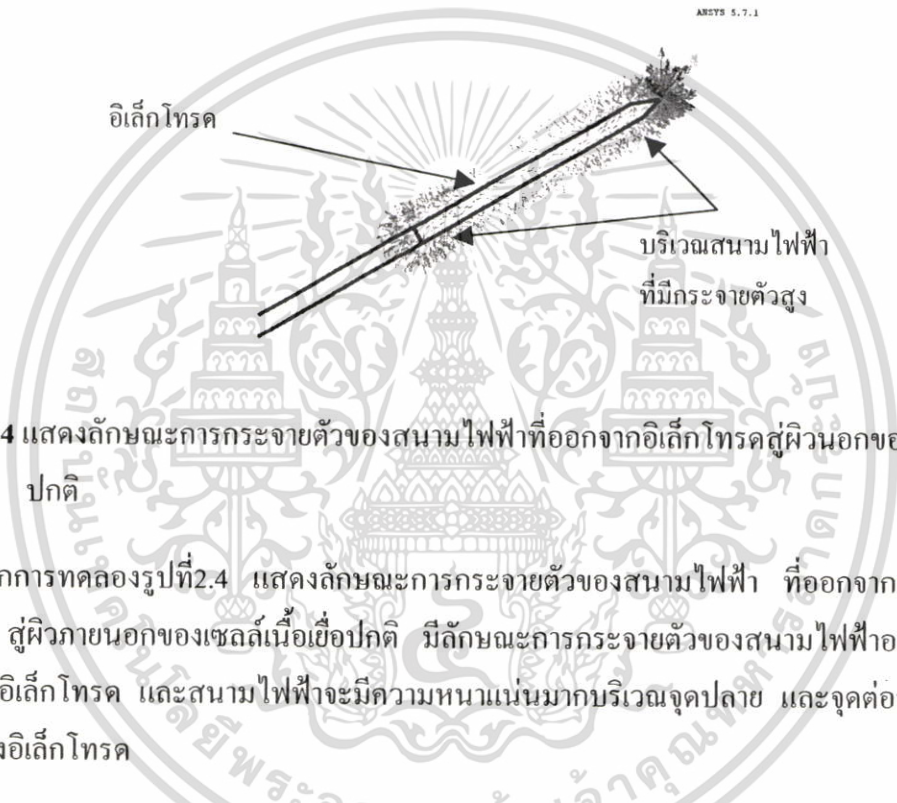 ANSYS 5.7.1
อิเล็กโทรด
บริเวณสนามไฟฟ้า
ที่มีกระจายตัวสูง
4 แสดงลักษณะการกระจายตัวของสนามไฟฟ้าที่ออกจากอิเล็กโทรดสู่ผิวนอกขอ
ปกติ
กการทดลองรูปที่2.4 แสดงลักษณะการกระจายตัวของสนามไฟฟ้า ที่ออกจาก
สู่ผิวภายนอกของเซลล์เนื้อเยื่อปกติ มีลักษณะการกระจายตัวของสนามไฟฟ้าอ
อิเล็กโทรด และสนามไฟฟ้าจะมีความหนาแน่นมากบริเวณจุดปลาย และจุดต่อ
งอิเล็กโทรด